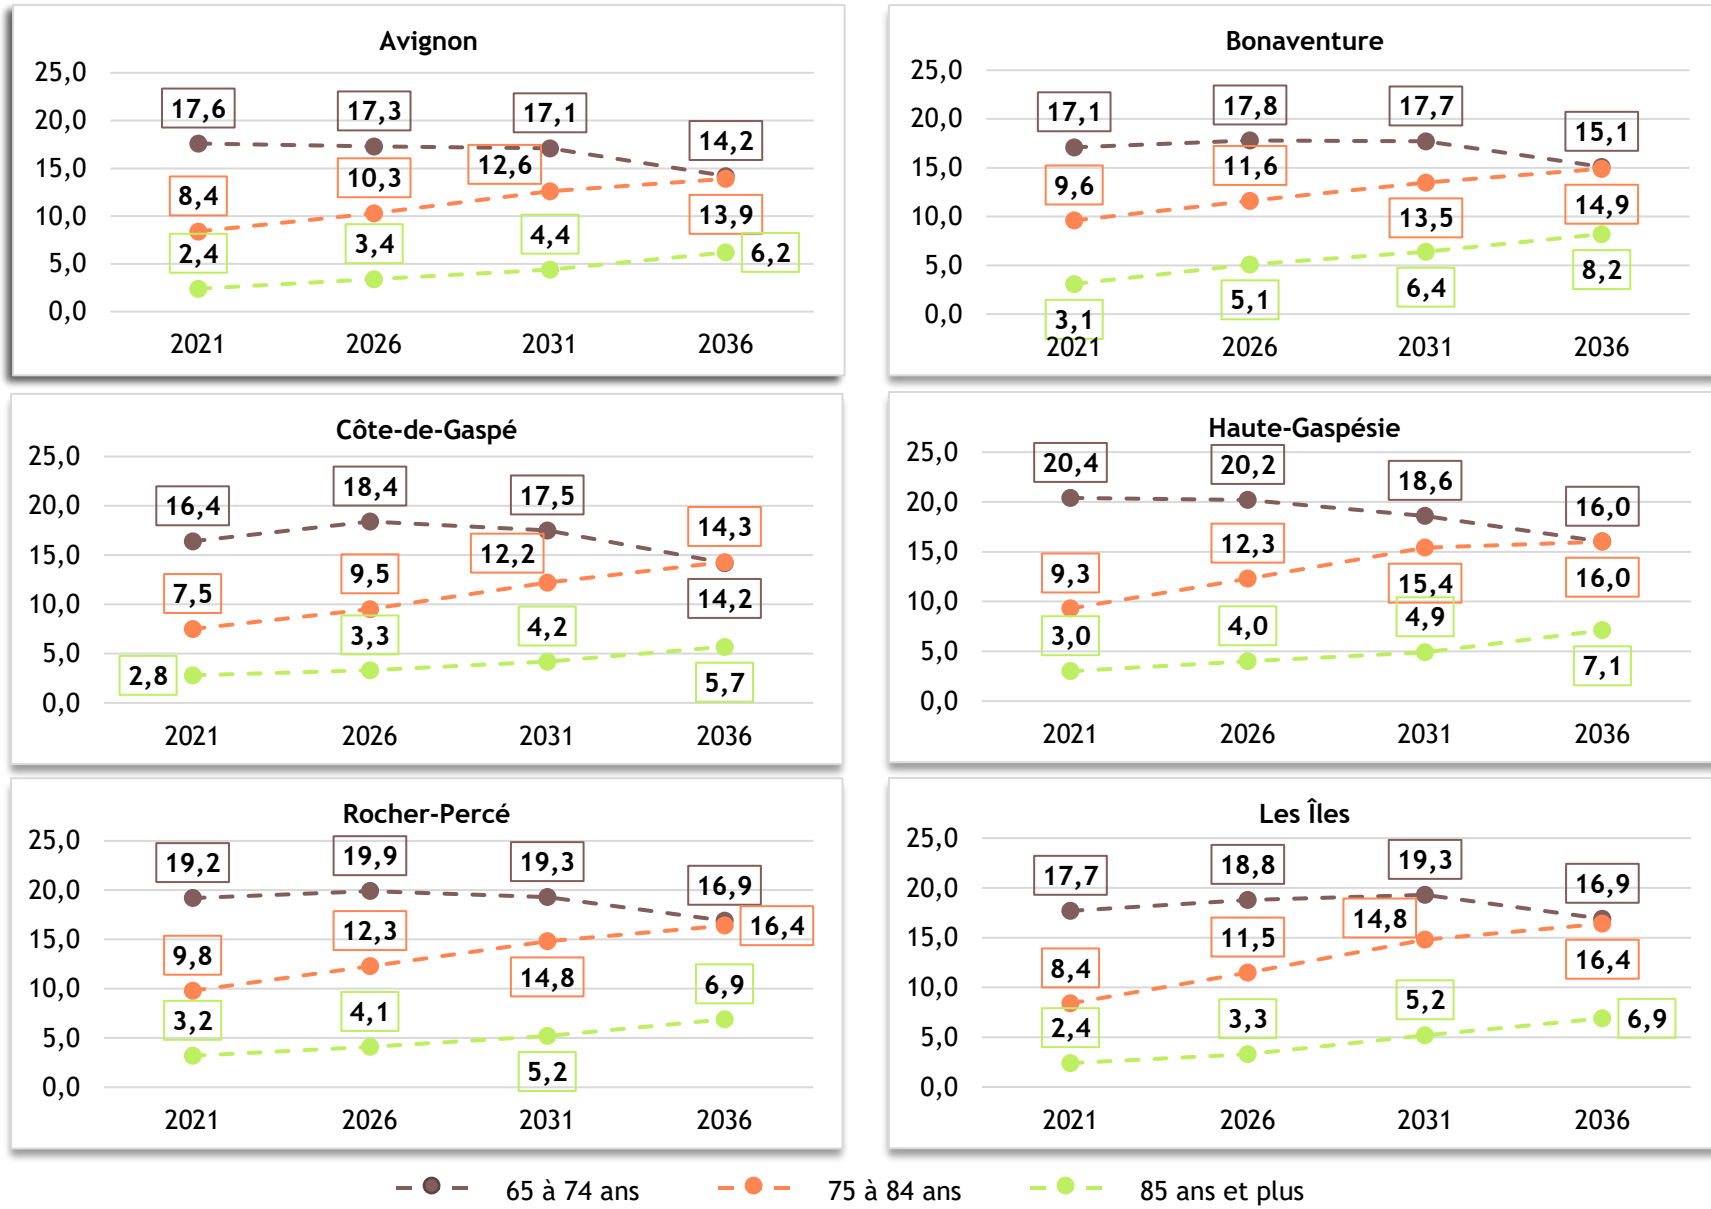 Avignon
25,0
20,0
15,0
10,0
5,0
0,0
17,6 17,3 17,1 14,2
8,4 10,3 12,6 13,9
2,4 3,4 4,4 6,2
2021 2026 2031 2036
Bonaventure
25,0
20,0
15,0
10,0
5,0
0,0
17,1 17,8 17,7 15,1
9,6 11,6 13,5 14,9
3,1 5,1 6,4 8,2
2021 2026 2031 2036
Côte-de-Gaspé
25,0
20,0
15,0
10,0
5,0
0,0
16,4 18,4 17,5 14,2
7,5 9,5 12,2 14,3
2,8 3,3 4,2 5,7
2021 2026 2031 2036
Haute-Gaspésie
25,0
20,0
15,0
10,0
5,0
0,0
20,4 20,2 18,6 16,0
9,3 12,3 15,4 16,0
3,0 4,0 4,9 7,1
2021 2026 2031 2036
Rocher-Percé
25,0
20,0
15,0
10,0
5,0
0,0
19,2 19,9 19,3 16,9
9,8 12,3 14,8 16,4
3,2 4,1 5,2 6,9
2021 2026 2031 2036
Les Îles
25,0
20,0
15,0
10,0
5,0
0,0
17,7 18,8 19,3 16,9
8,4 11,5 14,8 16,4
2,4 3,3 5,2 6,9
2021 2026 2031 2036
65 à 74 ans 75 à 84 ans 85 ans et plus